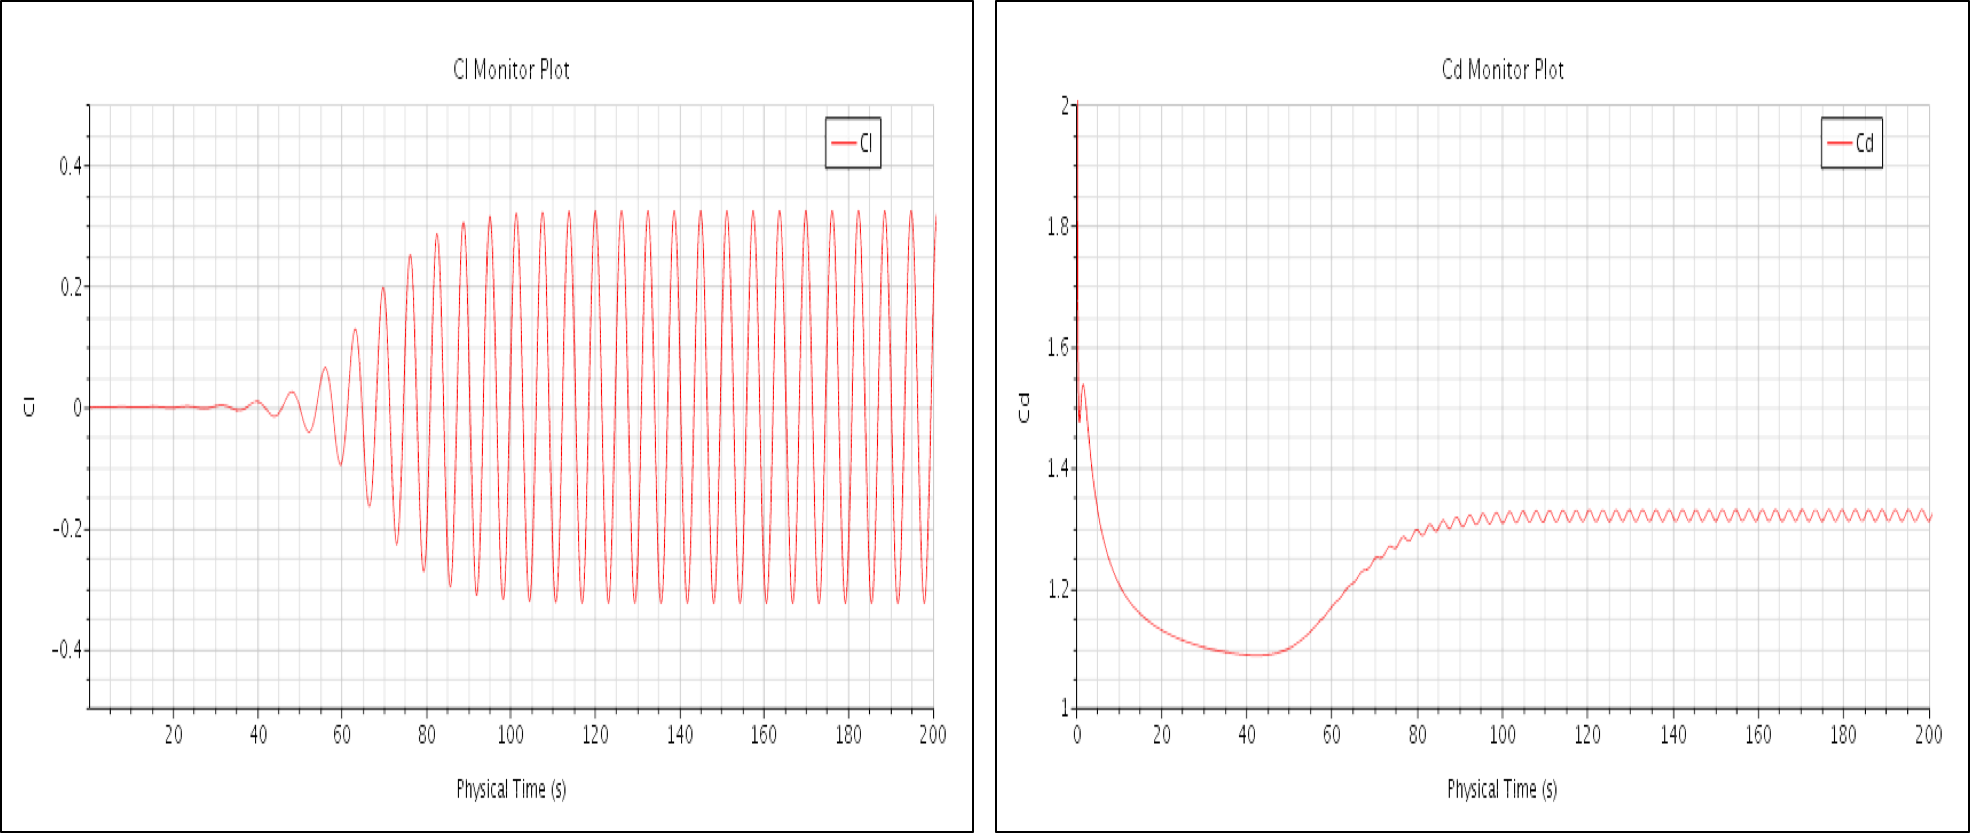 Cl Monitor Plot
Cl
0.4
0.2
0
-0.2
-0.4
Cl
20 40 60 80 100 120 140 160 180 200
Physical Time (s)
Cd Monitor Plot
Cd
2
1.8
1.6
1.4
1.2
1
Cd
0 20 40 60 80 100 120 140 160 180 200
Physical Time (s)